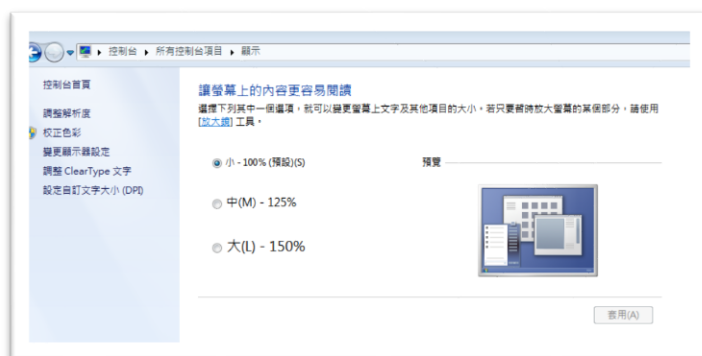 控制台 ▸ 所有控制台項目 ▸ 顯示
控制台首頁
調整解析度
校正色彩
變更顯示器設定
調整 ClearType 文字
設定自訂文字大小 (DPI)
讓螢幕上的內容更容易閱讀
選擇下列其中一個選項，就可以變更螢幕上文字及其他項目的大小。若只要暫時放大螢幕的某個部分，請使用
[放大鏡] 工具。
小 - 100% (預設)(S)
預覽
中(M) - 125%
大(L) - 150%
套用(A)